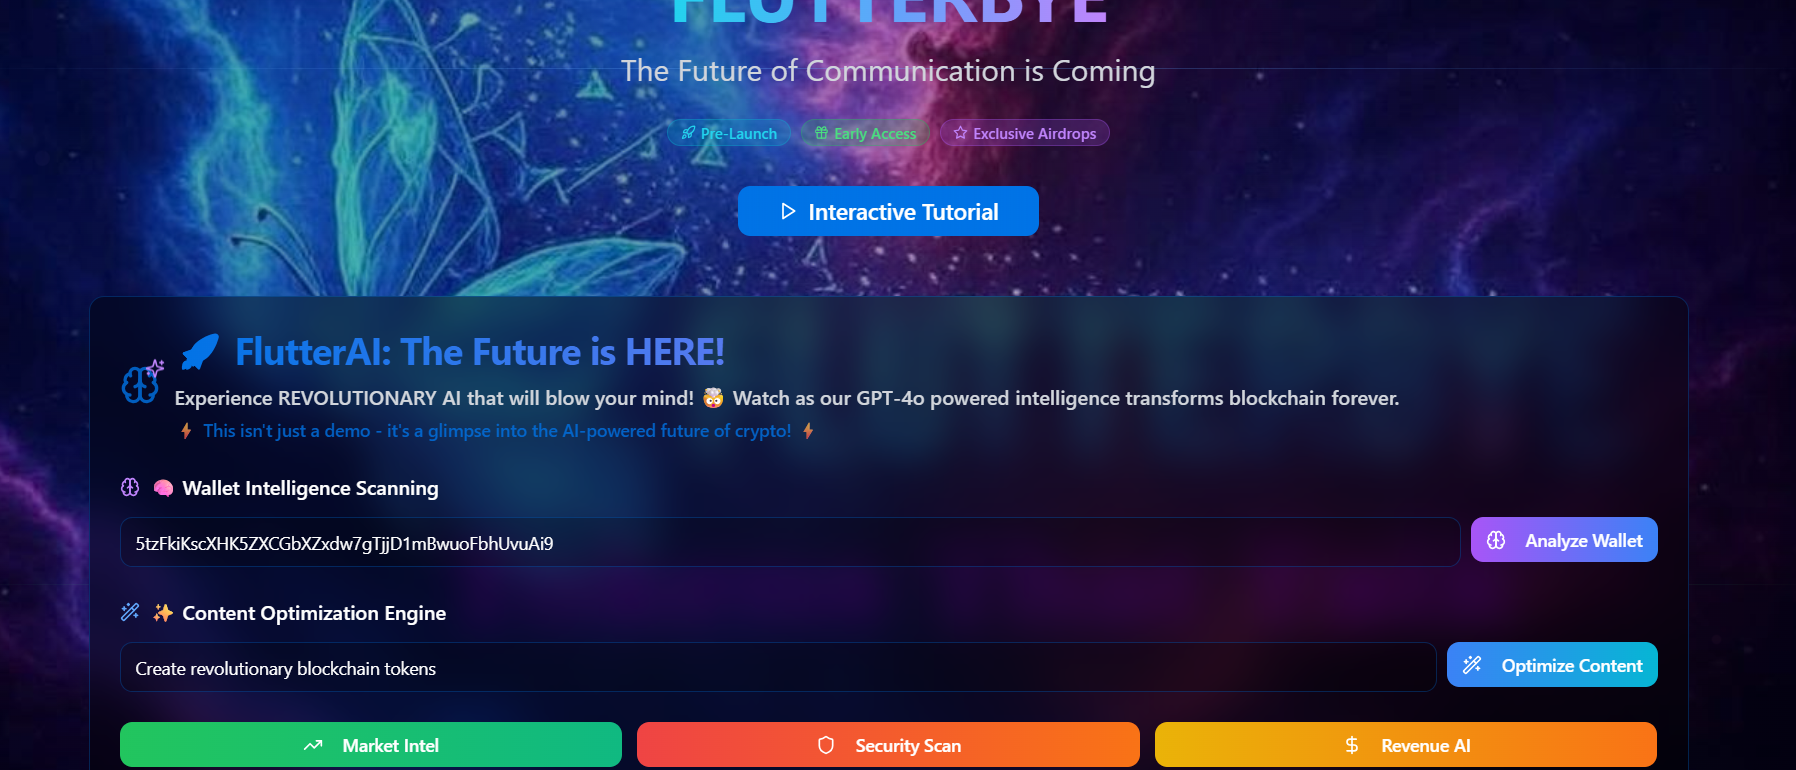 FLUTTERBYE
The Future of Communication is Coming
Pre-Launch
Early Access
Exclusive Airdrops
Interactive Tutorial
FlutterAI: The Future is HERE!
Experience REVOLUTIONARY AI that will blow your mind! 🤯 Watch as our GPT-4o powered intelligence transforms blockchain forever.
⚡ This isn't just a demo - it's a glimpse into the AI-powered future of crypto! ⚡
🧠 Wallet Intelligence Scanning
5tzFkiKscXHK5ZXCGbXZxdw7gTjjD1mBwuoFbhUvuAi9
Analyze Wallet
✨ Content Optimization Engine
Create revolutionary blockchain tokens
Optimize Content
Market Intel
Security Scan
Revenue AI